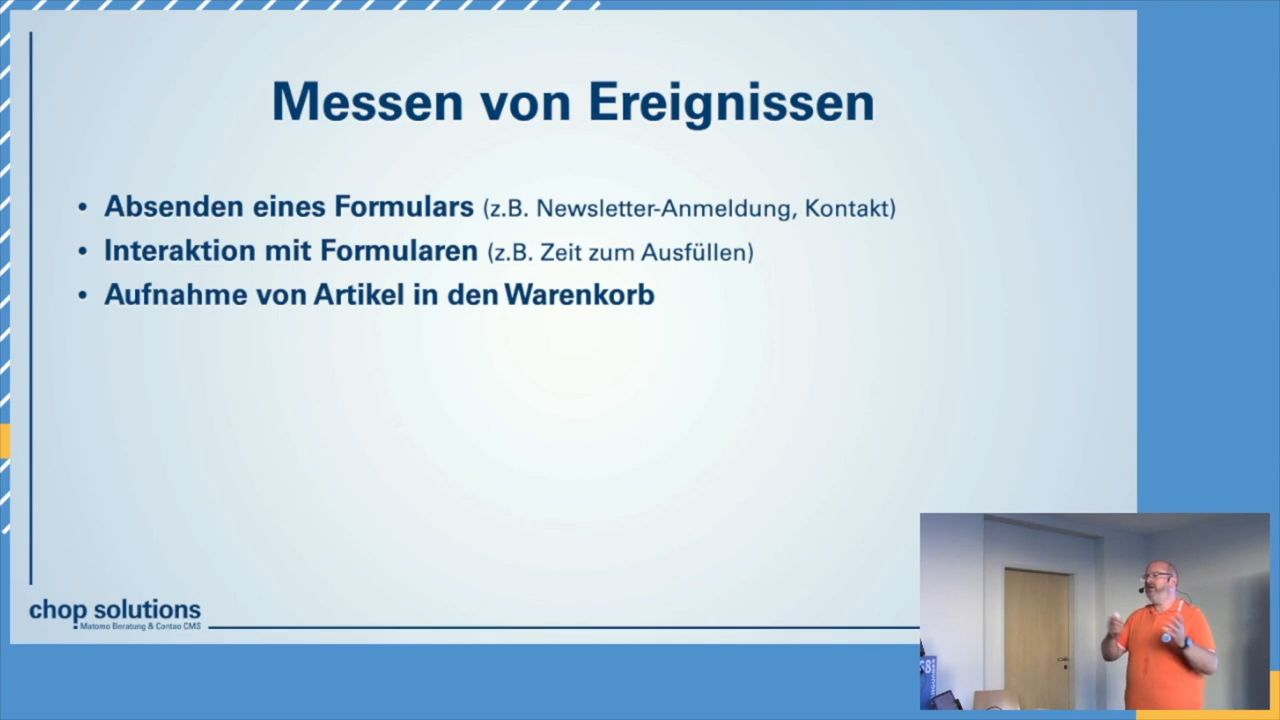 Messen von Ereignissen
• Absenden eines Formulars (z.B. Newsletter-Anmeldung, Kontakt)
• Interaktion mit Formularen (z.B. Zeit zum Ausfüllen)
• Aufnahme von Artikel in den Warenkorb
chop solutions
Matomo Beratung & Contao CMS